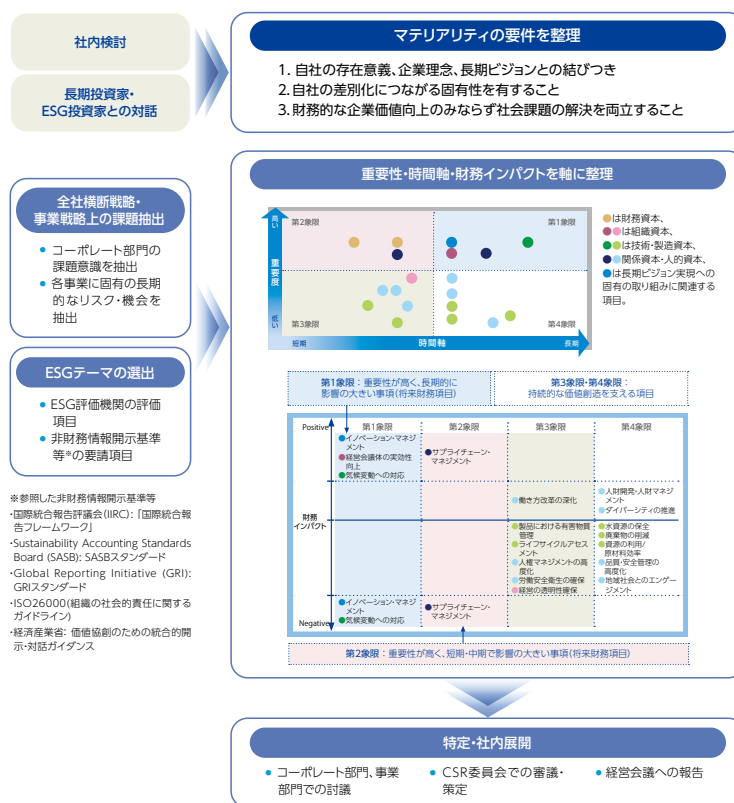 社内検討
長期投資家・
ESG投資家との対話
マテリアリティの要件を整理
1. 自社の存在意義、企業理念、長期ビジョンとの結びつき
2.自社の差別化につながる固有性を有すること
3.財務的な企業価値向上のみならず社会課題の解決を両立すること
全社横断戦略・
事業戦略上の課題抽出
● コーポレート部門の
課題意識を抽出
● 各事業に固有の長期
的なリスク・機会を
抽出
ESGテーマの選出
● ESG評価機関の評価
項目
● 非財務情報開示基準
等*の要請項目
※参照した非財務情報開示基準等
・国際統合報告評議会(IIRC):「国際統合報
告フレームワーク」
・Sustainability Accounting Standards
Board (SASB): SASBスタンダード
・Global Reporting Initiative (GRI):
GRIスタンダード
・ISO26000(組織の社会的責任に関する
ガイドライン)
・経済産業省: 価値協創のための統合的開
示・対話ガイダンス
重要性・時間軸・財務インパクトを軸に整理
高い
重要度
低い
第2象限
第1象限
第3象限
第4象限
短期
時間軸
長期
●は財務資本、
●●は組織資本、
●●は技術・製造資本、
●●関係資本・人的資本、
●は長期ビジョン実現への
固有の取り組みに関連する
項目。
第1象限：重要性が高く、長期的に
影響の大きい事項(将来財務項目)
第3象限・第4象限：
持続的な価値創造を支える項目
Positive
財務
インパクト
Negative
第1象限
第2象限
第3象限
第4象限
●イノベーション・マネジ
メント
●経営会議体の実効性
向上
●気候変動への対応
●サプライチェーン・
マネジメント
●働き方改革の深化
●人財開発・人財マネジ
メント
●ダイバーシティの推進
●製品における有害物質
管理
●ライフサイクルアセス
メント
●人権マネジメントの高
度化
●労働安全衛生の確保
●経営の透明性確保
●水資源の保全
●廃棄物の削減
●資源の利用/
原材料効率
●品質・安全管理の
高度化
●地域社会とのエンゲー
ジメント
●イノベーション・マネジ
メント
●気候変動への対応
●サプライチェーン・
マネジメント
第2象限：重要性が高く、短期・中期で影響の大きい事項(将来財務項目)
特定・社内展開
● コーポレート部門、事業
部門での討議
● CSR委員会での審議・
策定
● 経営会議への報告